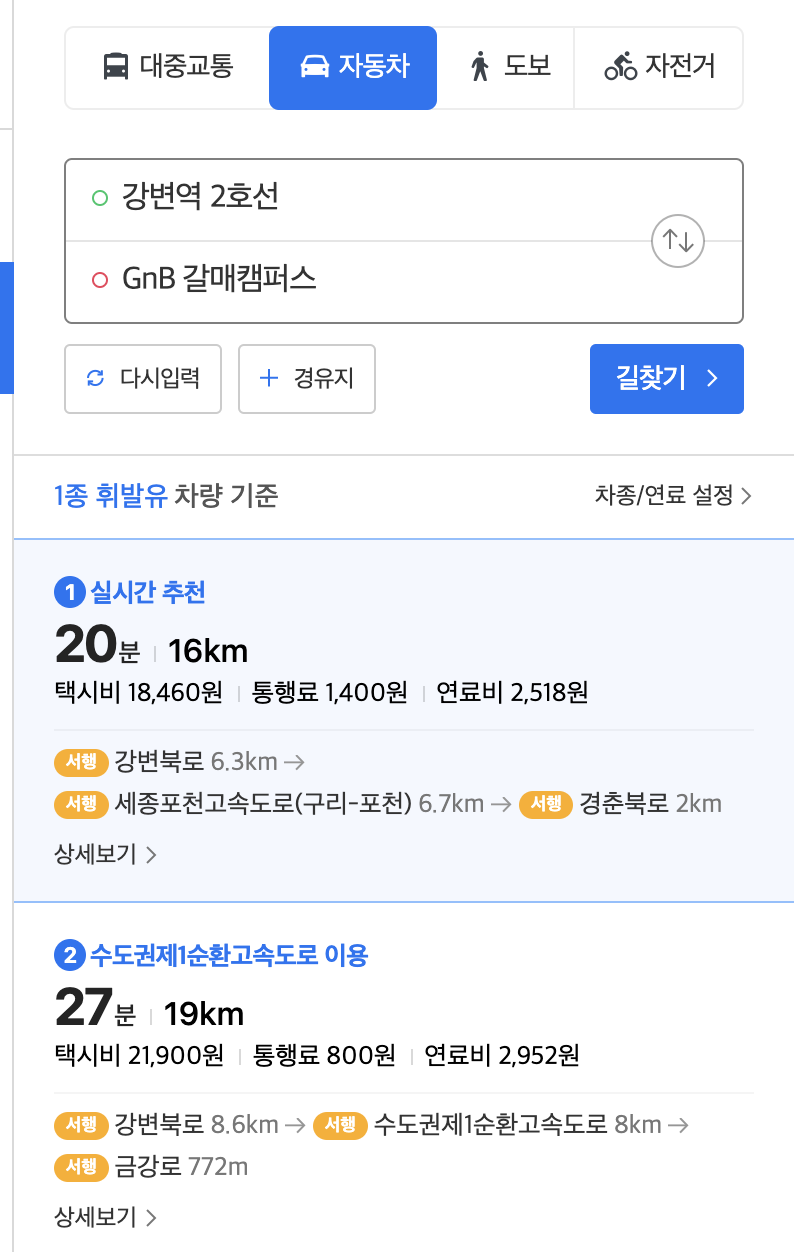 대중교통 자동차 도보 자전거
강변역 2호선
GnB 갈매캠퍼스
다시입력 경유지 길찾기
1종 휘발유 차량 기준 차종/연료 설정
1 실시간 추천
20분 16km
택시비 18,460원 통행료 1,400원 연료비 2,518원
서행 강변북로 6.3km →
서행 세종포천고속도로(구리-포천) 6.7km → 서행 경춘북로 2km
상세보기
2 수도권제1순환고속도로 이용
27분 19km
택시비 21,900원 통행료 800원 연료비 2,952원
서행 강변북로 8.6km → 서행 수도권제1순환고속도로 8km →
서행 금강로 772m
상세보기